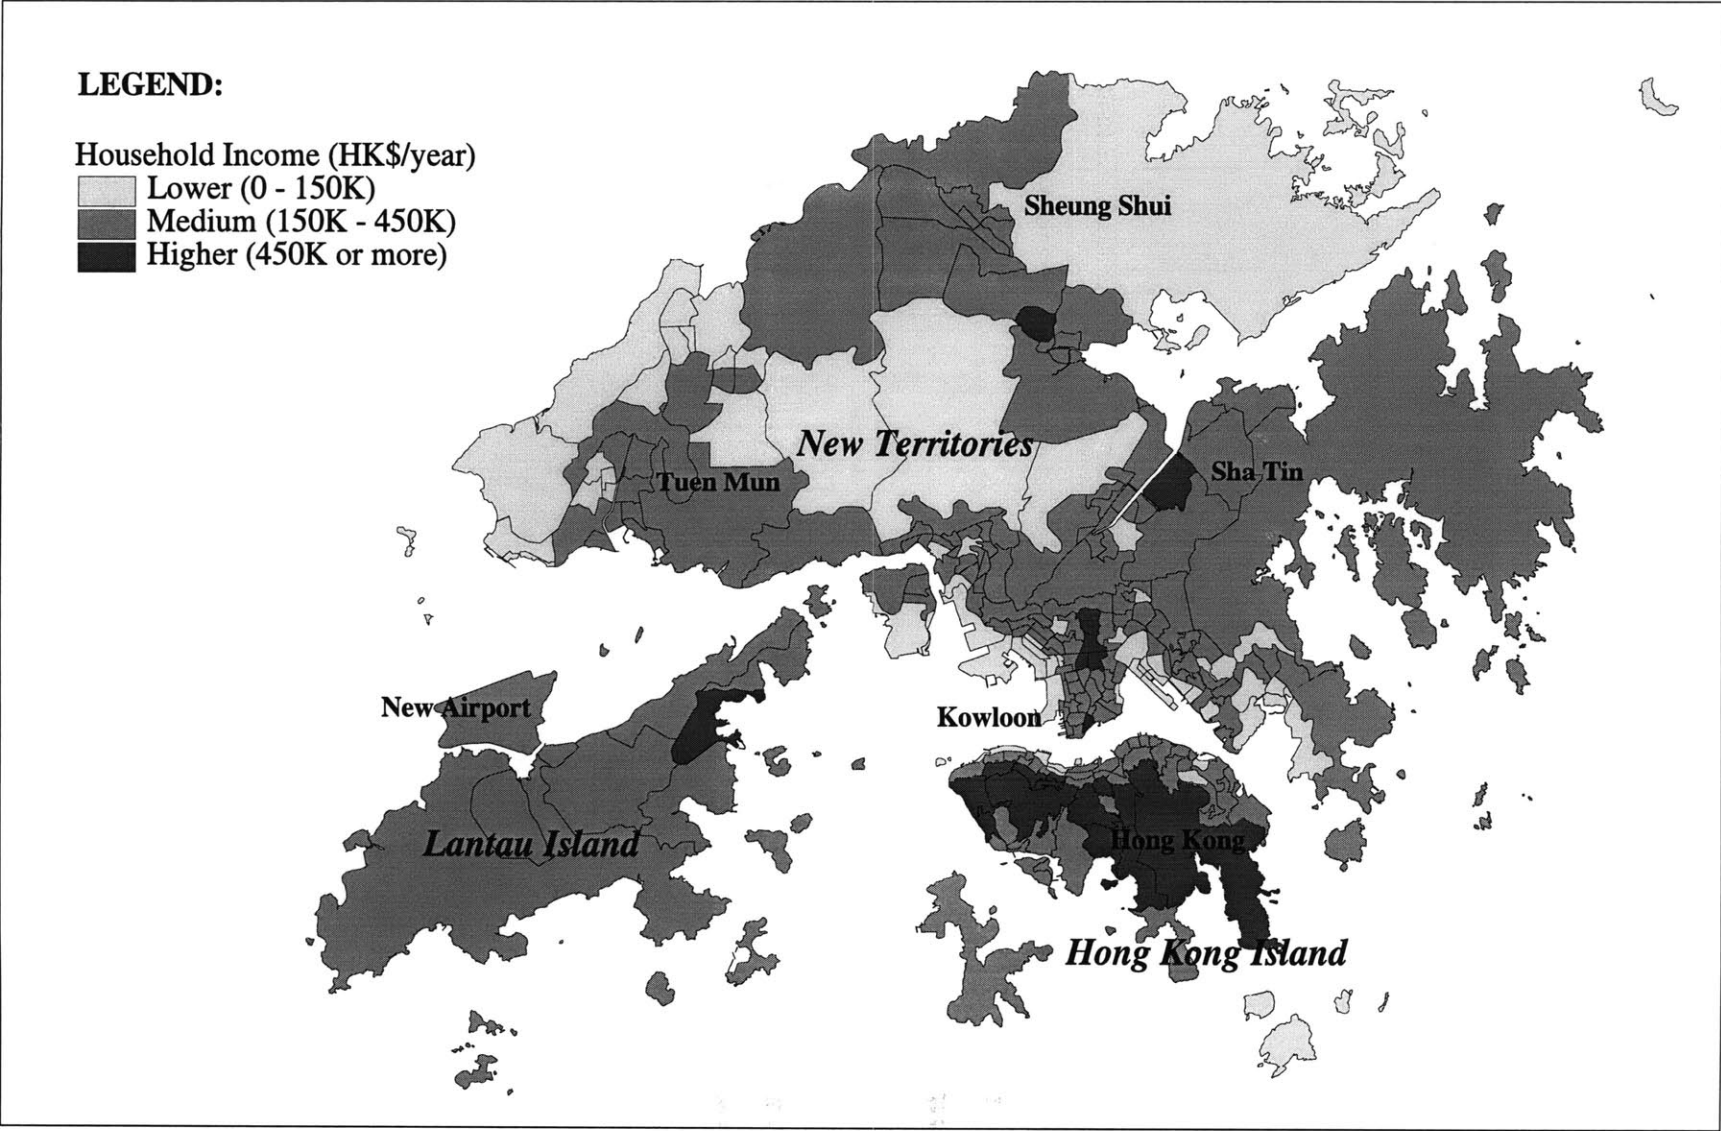 LEGEND:
Household Income (HK$/year)
Lower (0 - 150K)
Medium (150K - 450K)
Higher (450K or more)
Sheung Shui
New Territories
Tuen Mun
Sha Tin
New Airport
Kowloon
Lantau Island
Hong Kong
Hong Kong Island